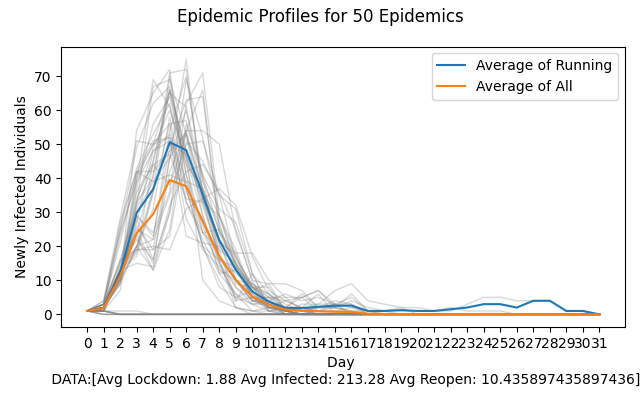 Epidemic Profiles for 50 Epidemics
Average of Running
Average of All
Newly Infected Individuals
70
60
50
40
30
20
10
0
0 1 2 3 4 5 6 7 8 9 10 11 12 13 14 15 16 17 18 19 20 21 22 23 24 25 26 27 28 29 30 31
Day
DATA:[Avg Lockdown: 1.88 Avg Infected: 213.28 Avg Reopen: 10.435897435897436]